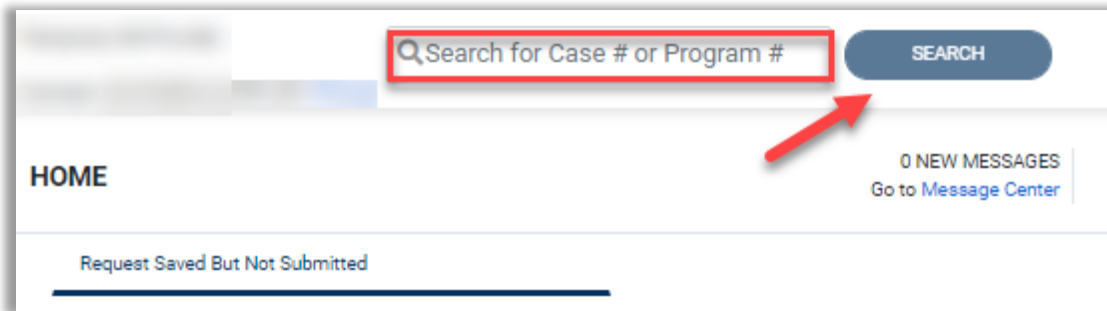 Search for Case # or Program #
SEARCH
HOME
0 NEW MESSAGES
Go to Message Center
Request Saved But Not Submitted